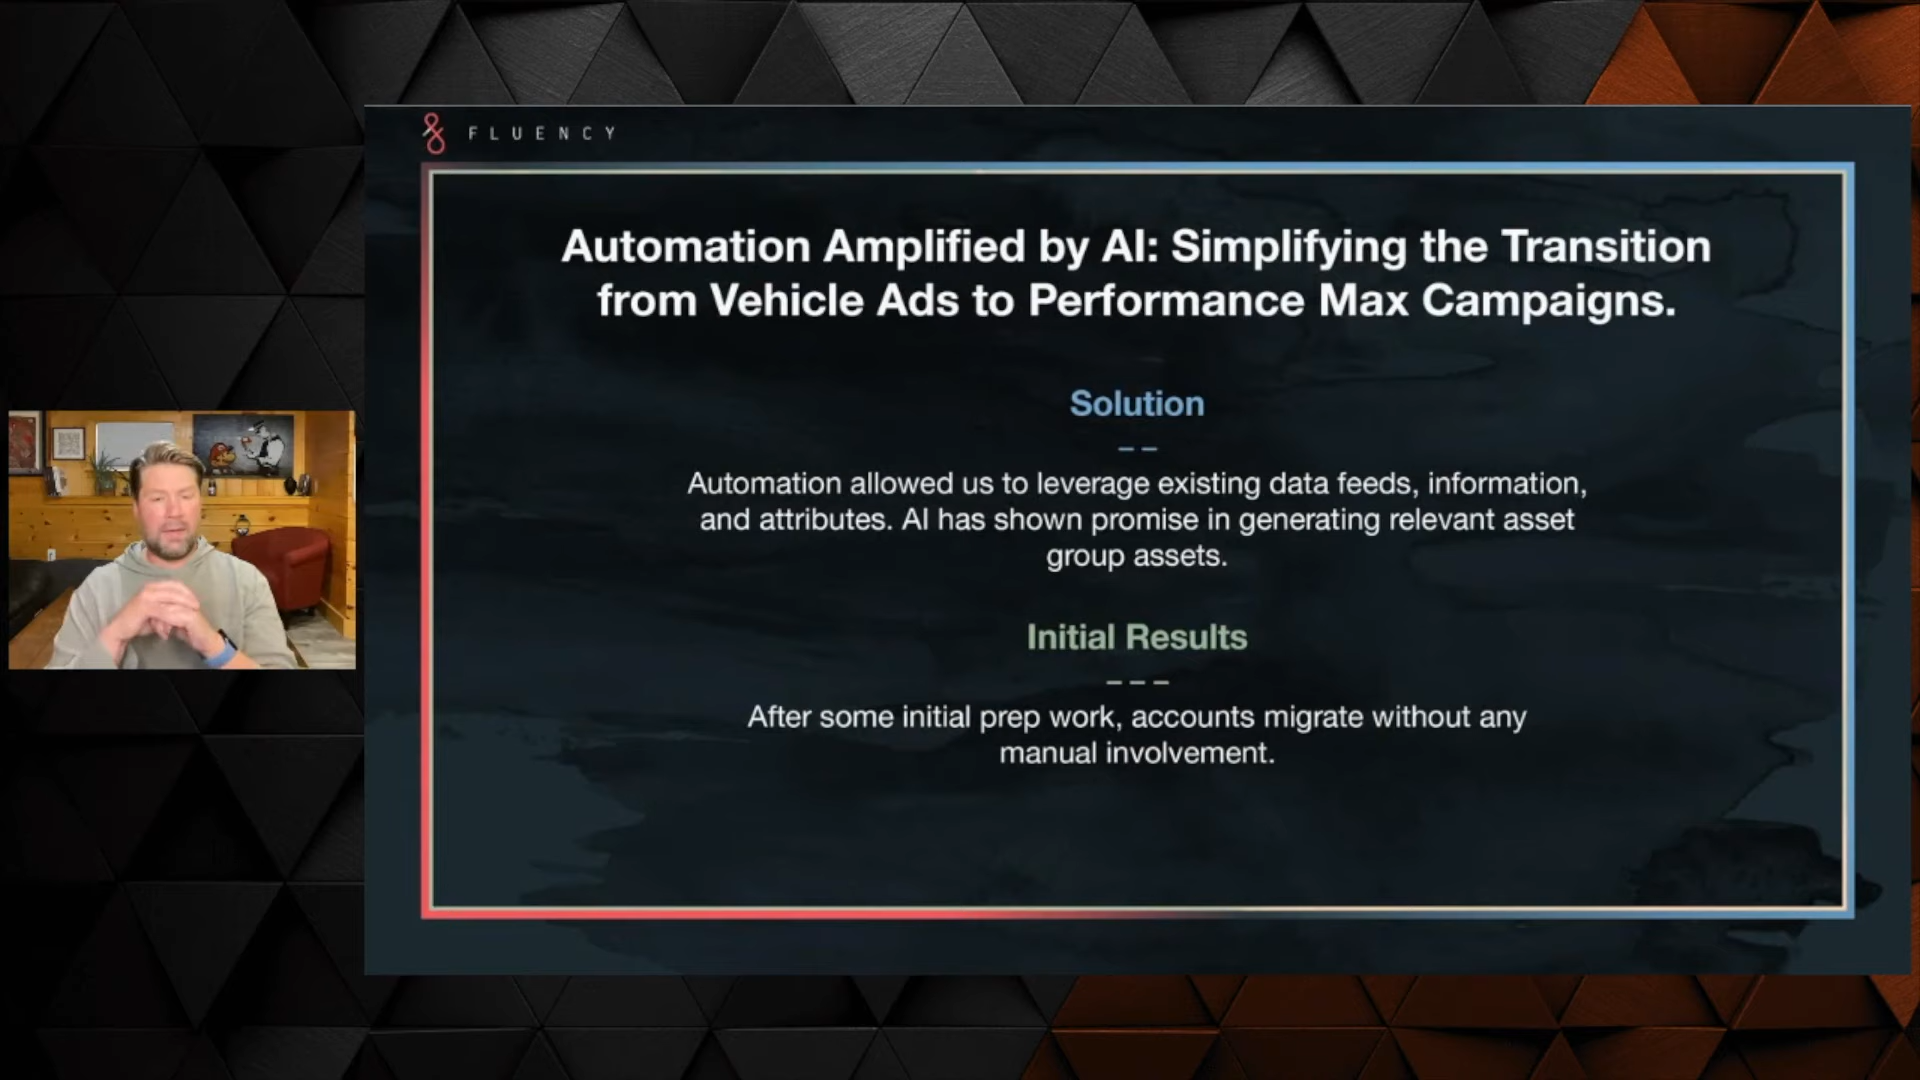 FLUENCY
Automation Amplified by AI: Simplifying the Transition
from Vehicle Ads to Performance Max Campaigns.
Solution
Automation allowed us to leverage existing data feeds, information,
and attributes. AI has shown promise in generating relevant asset
group assets.
Initial Results
After some initial prep work, accounts migrate without any
manual involvement.